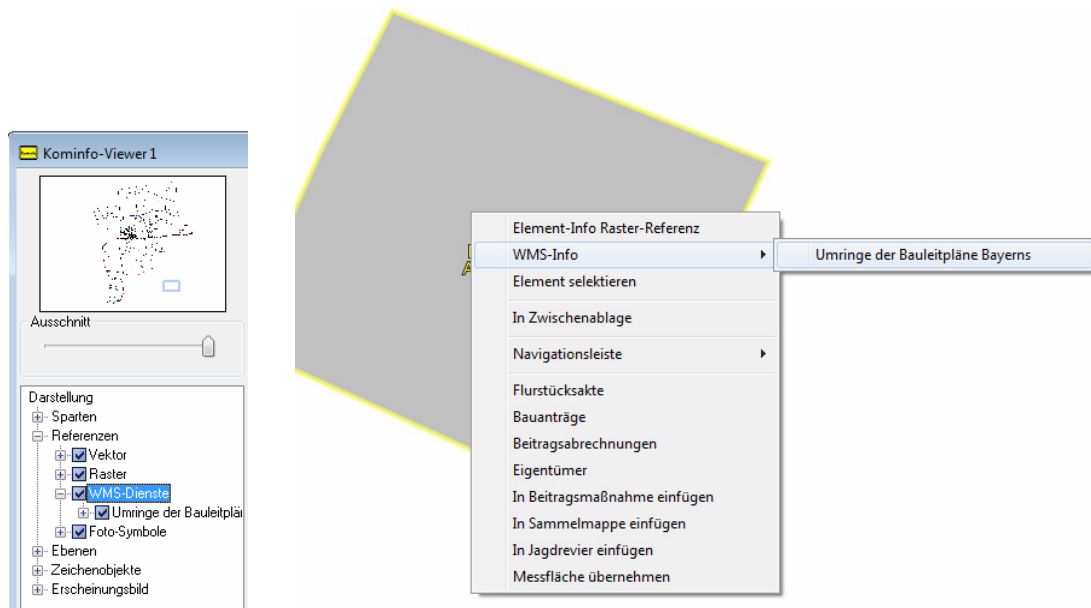 Kominfo-Viewer 1
Ausschnitt
Darstellung
Sparten
Referenzen
Vektor
Raster
WMS-Dienste
Umringe der Bauleitplä
Foto-Symbole
Ebenen
Zeichenobjekte
Erscheinungsbild
Element-Info Raster-Referenz
WMS-Info
Umringe der Bauleitpläne Bayerns
Element selektieren
In Zwischenablage
Navigationsleiste
Flurstücksakte
Bauanträge
Beitragsabrechnungen
Eigentümer
In Beitragsmaßnahme einfügen
In Sammelmappe einfügen
In Jagdrevier einfügen
Messfläche übernehmen